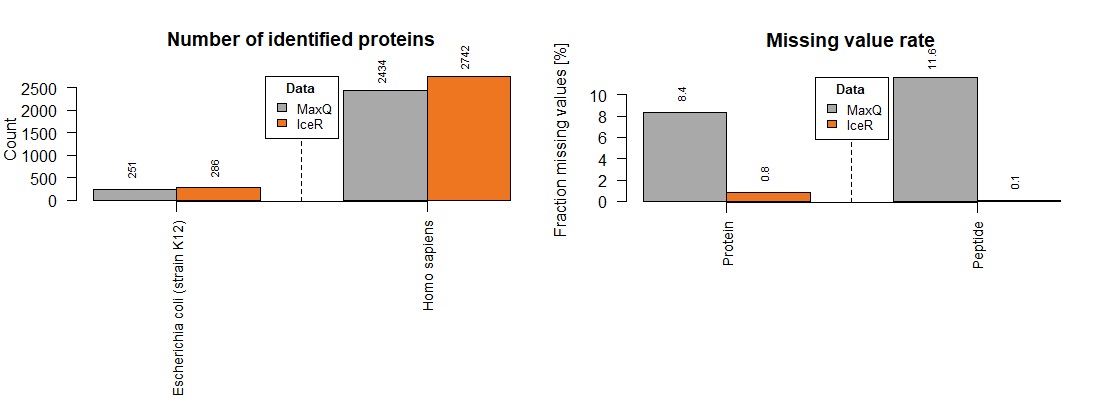 Number of identified proteins
Count
2500
2000
1500
1000
500
0
251
286
2434
2742
Data
MaxQ
IceR
Escherichia coli (strain K12)
Homo sapiens
Missing value rate
Fraction missing values [%]
10
8
6
4
2
0
8.4
0.8
11.6
0.1
Data
MaxQ
IceR
Protein
Peptide